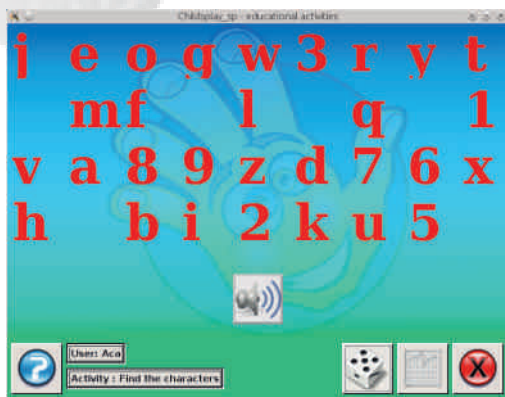 Childsplay_sp - educational activities
j e o g w 3 r y t
m f l q 1
v a 8 9 z d 7 6 x
h b i 2 k u 5
User: Aca
Activity : Find the characters